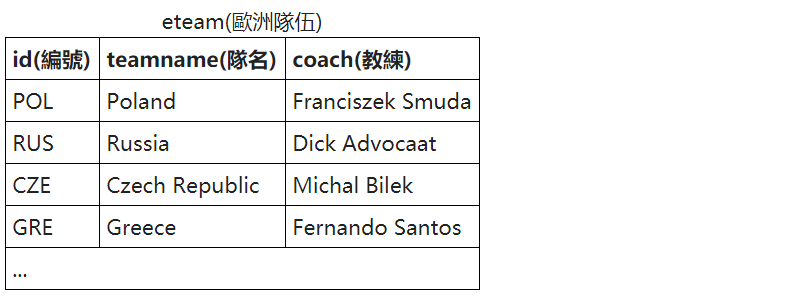 eteam(歐洲隊伍)
id(編號) teamname(隊名) coach(教練)
POL Poland Franciszek Smuda
RUS Russia Dick Advocaat
CZE Czech Republic Michal Bilek
GRE Greece Fernando Santos
...